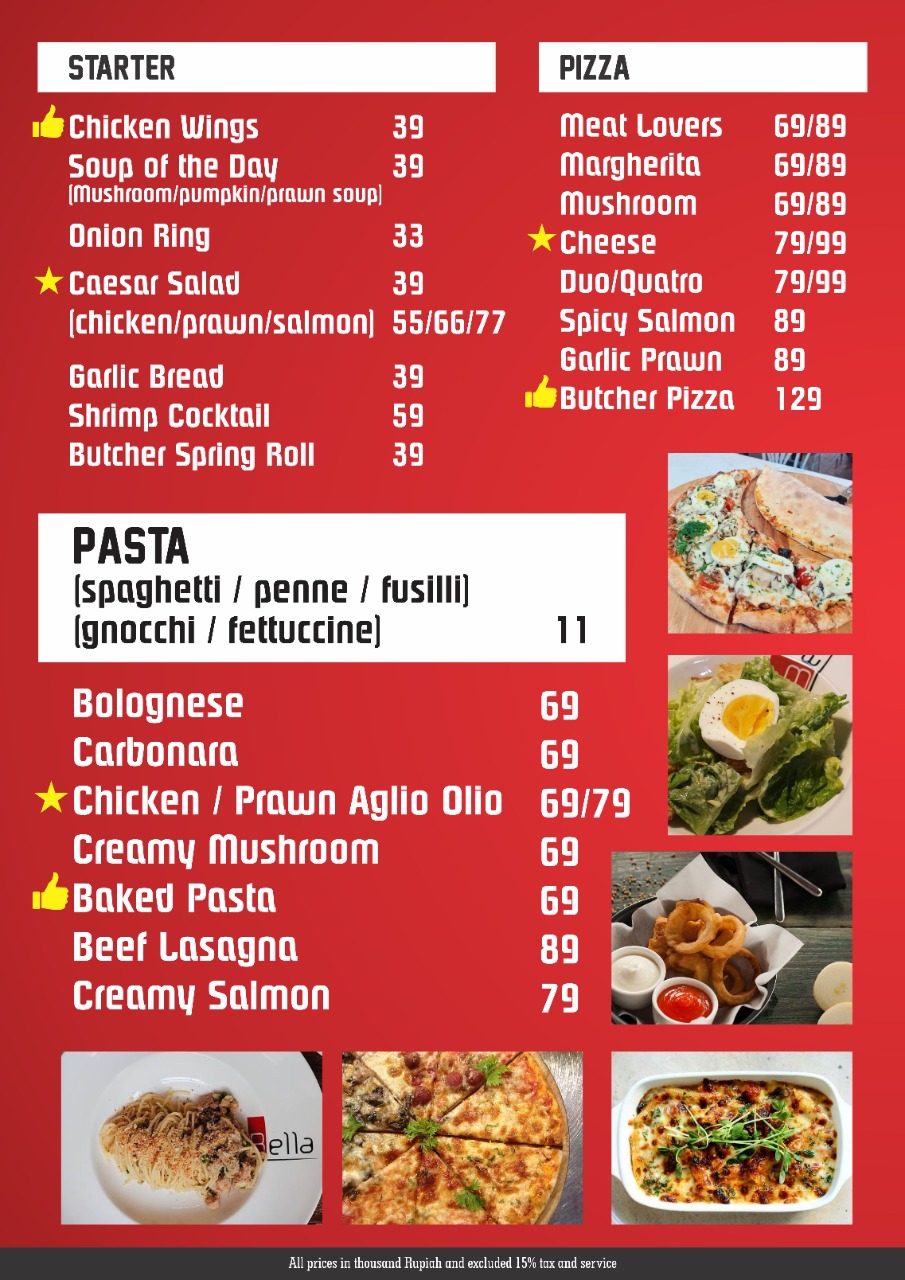 STARTER
Chicken Wings 39
Soup of the Day 39
(Mushroom/pumpkin/prawn soup)
Onion Ring 33
Caesar Salad 39
(chicken/prawn/salmon) 55/66/77
Garlic Bread 39
Shrimp Cocktail 59
Butcher Spring Roll 39
PIZZA
Meat Lovers 69/89
Margherita 69/89
Mushroom 69/89
Cheese 79/99
Duo/Quatro 79/99
Spicy Salmon 89
Garlic Prawn 89
Butcher Pizza 129
PASTA
(spaghetti / penne / fusilli)
(gnocchi / fettuccine) 11
Bolognese 69
Carbonara 69
Chicken / Prawn Aglio Olio 69/79
Creamy Mushroom 69
Baked Pasta 69
Beef Lasagna 89
Creamy Salmon 79
Bella
All prices in thousand Rupiah and excluded 15% tax and service